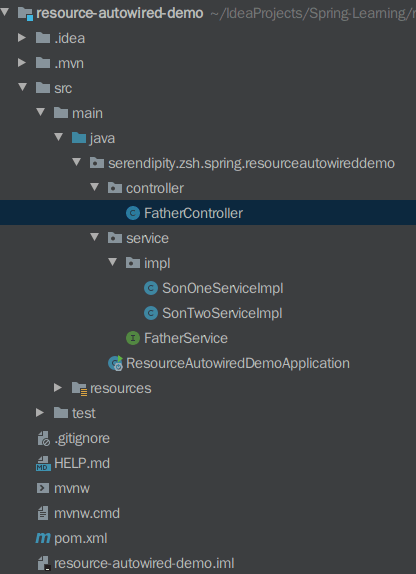 resource-autowired-demo ~/IdeaProjects/Spring-Learning/r
.idea
.mvn
src
main
java
serendipity.zsh.spring.resourceautowireddemo
controller
C FatherController
service
impl
C SonOneServiceImpl
C SonTwoServiceImpl
I FatherService
C ResourceAutowiredDemoApplication
resources
test
.gitignore
MD HELP.md
mvnw
mvnw.cmd
m pom.xml
resource-autowired-demo.iml